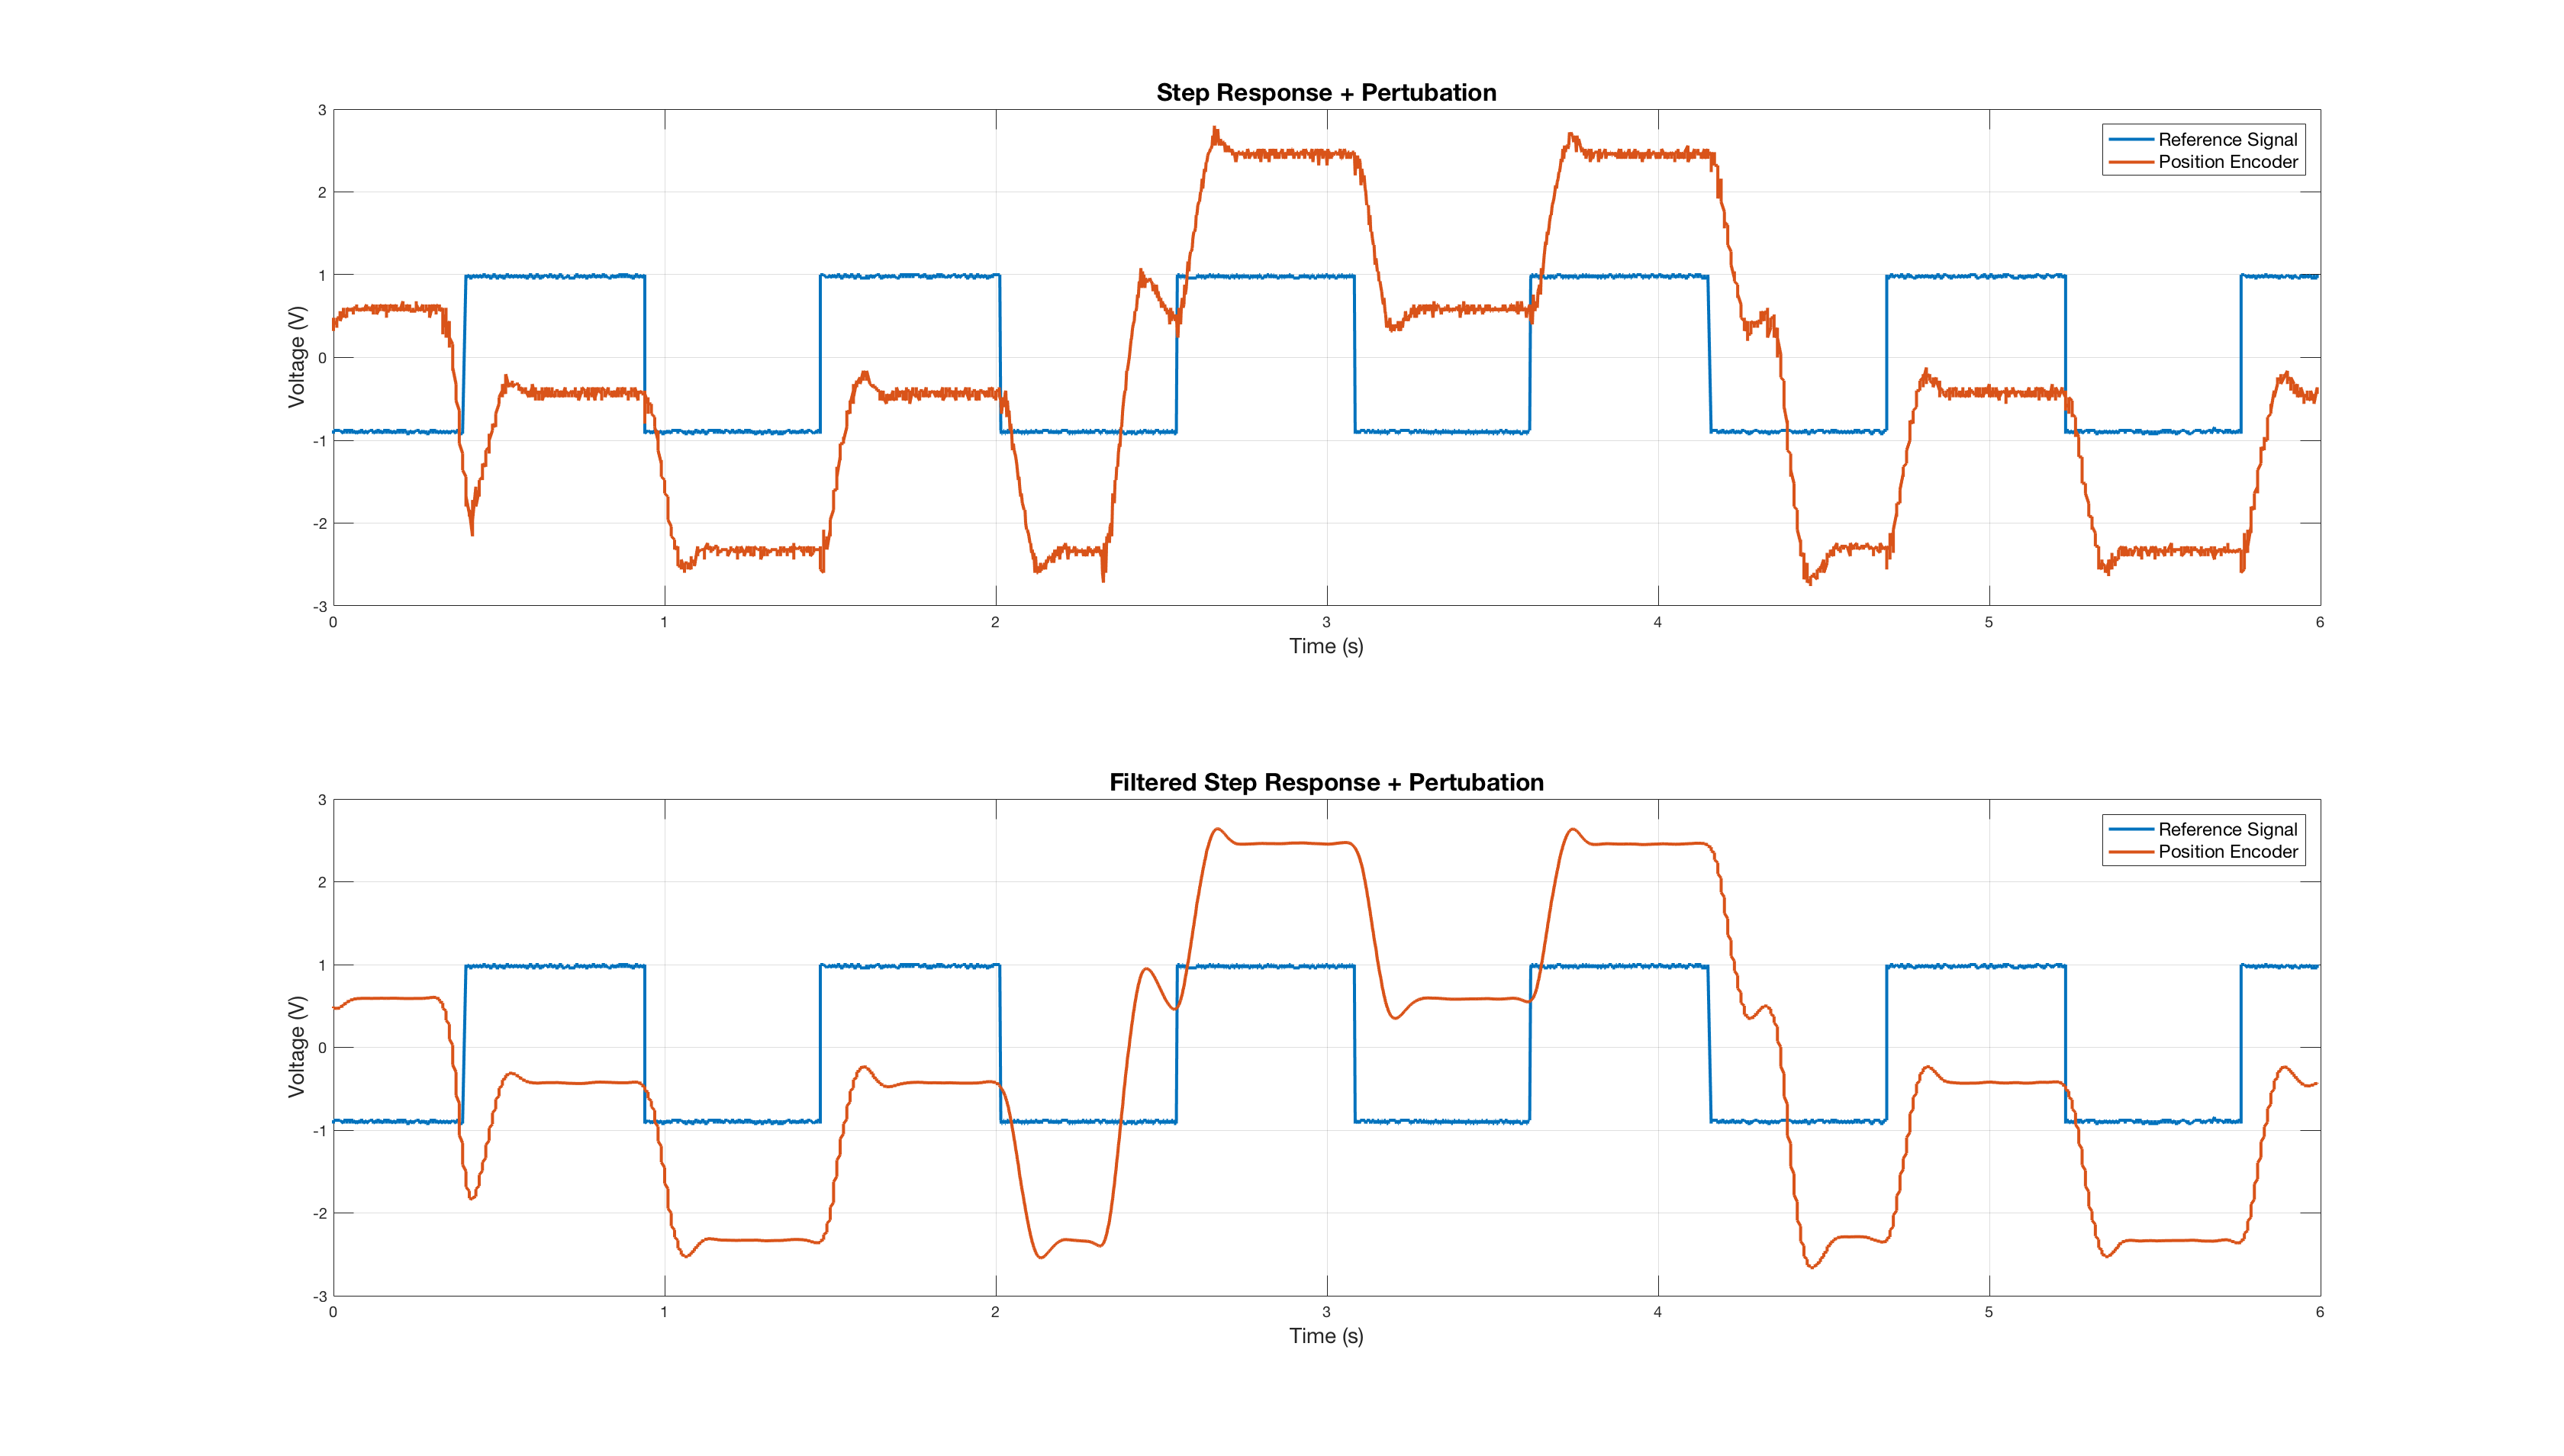 Step Response + Pertubation
3
2
1
0
-1
-2
-3
Voltage (V)
Reference Signal
Position Encoder
0 1 2 3 4 5 6
Time (s)
Filtered Step Response + Pertubation
3
2
1
0
-1
-2
-3
Voltage (V)
Reference Signal
Position Encoder
0 1 2 3 4 5 6
Time (s)